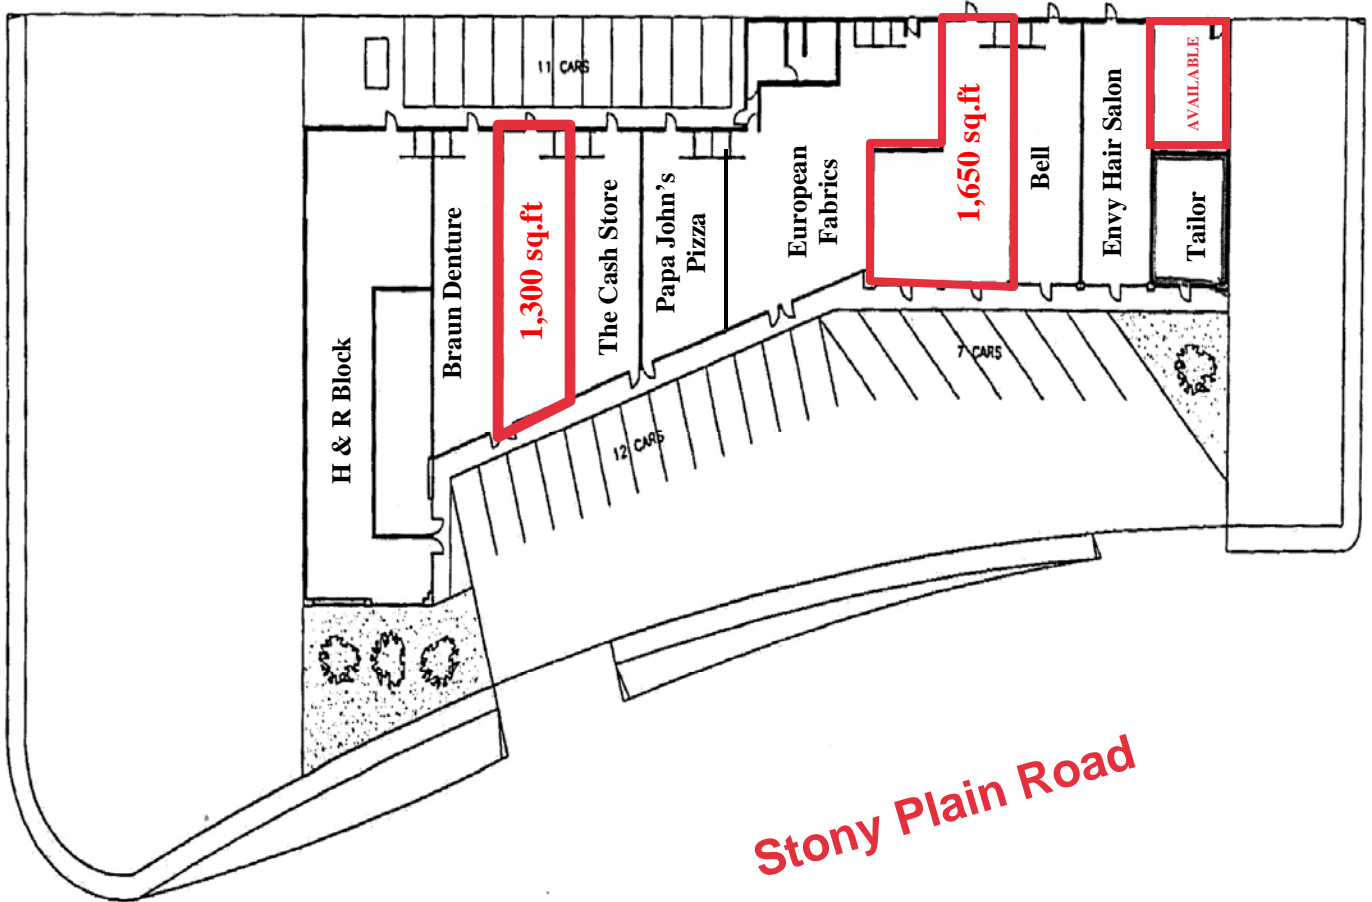 11 CARS
H & R Block
Braun Denture
1,300 sq.ft
The Cash Store
Papa John's
Pizza
European
Fabrics
1,650 sq.ft
Bell
Envy Hair Salon
AVAILABLE
Tailor
12 CARS
7 CARS
Stony Plain Road